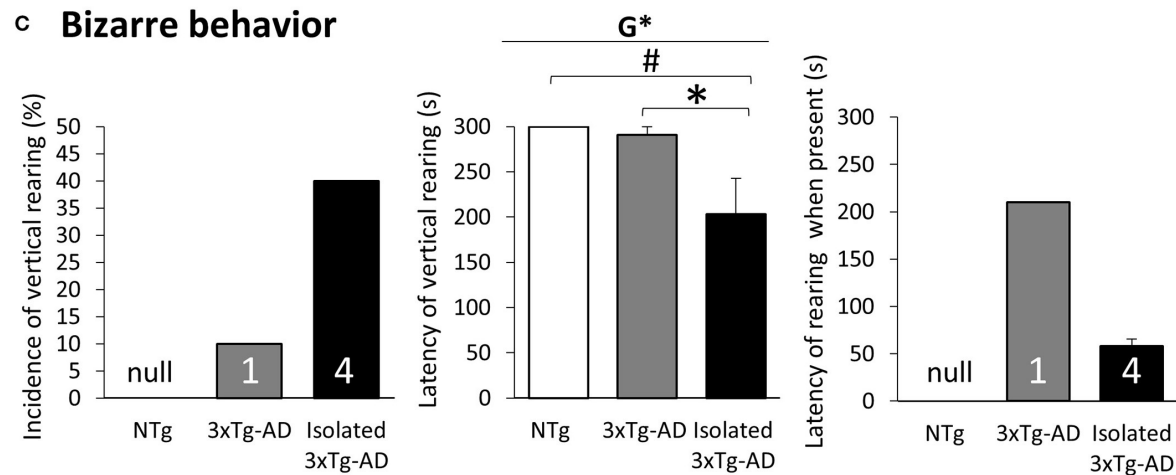 c Bizarre behavior
Incidence of vertical rearing (%)
50
45
40
35
30
25
20
15
10
5
0
null
1
4
NTg
3xTg-AD
Isolated
3xTg-AD
G*
#
*
Latency of vertical rearing (s)
300
250
200
150
100
50
0
NTg
3xTg-AD
Isolated
3xTg-AD
Latency of rearing when present (s)
300
250
200
150
100
50
0
null
1
4
NTg
3xTg-AD
Isolated
3xTg-AD